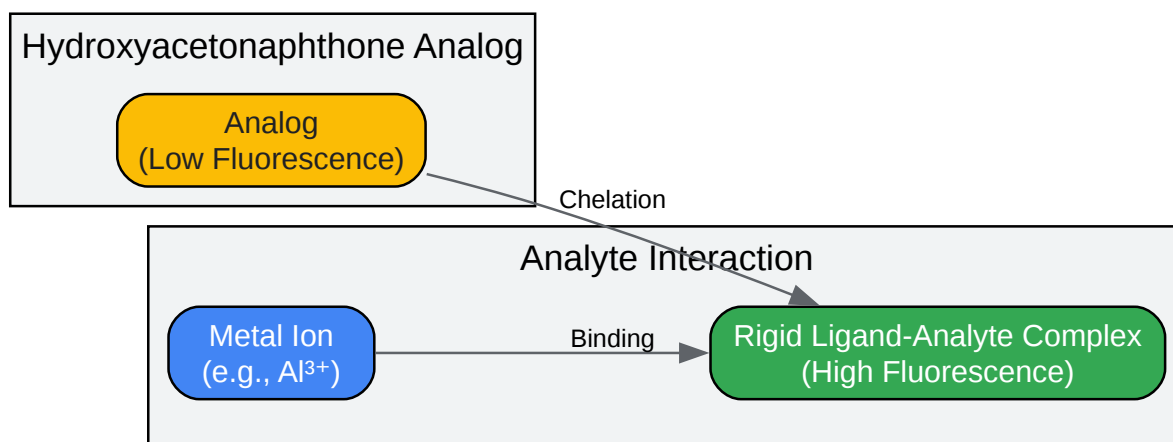 Hydroxyacetonaphthone Analog
Analog
(Low Fluorescence)
Chelation
Analyte Interaction
Metal Ion
(e.g., Al³⁺)
Binding
Rigid Ligand-Analyte Complex
(High Fluorescence)